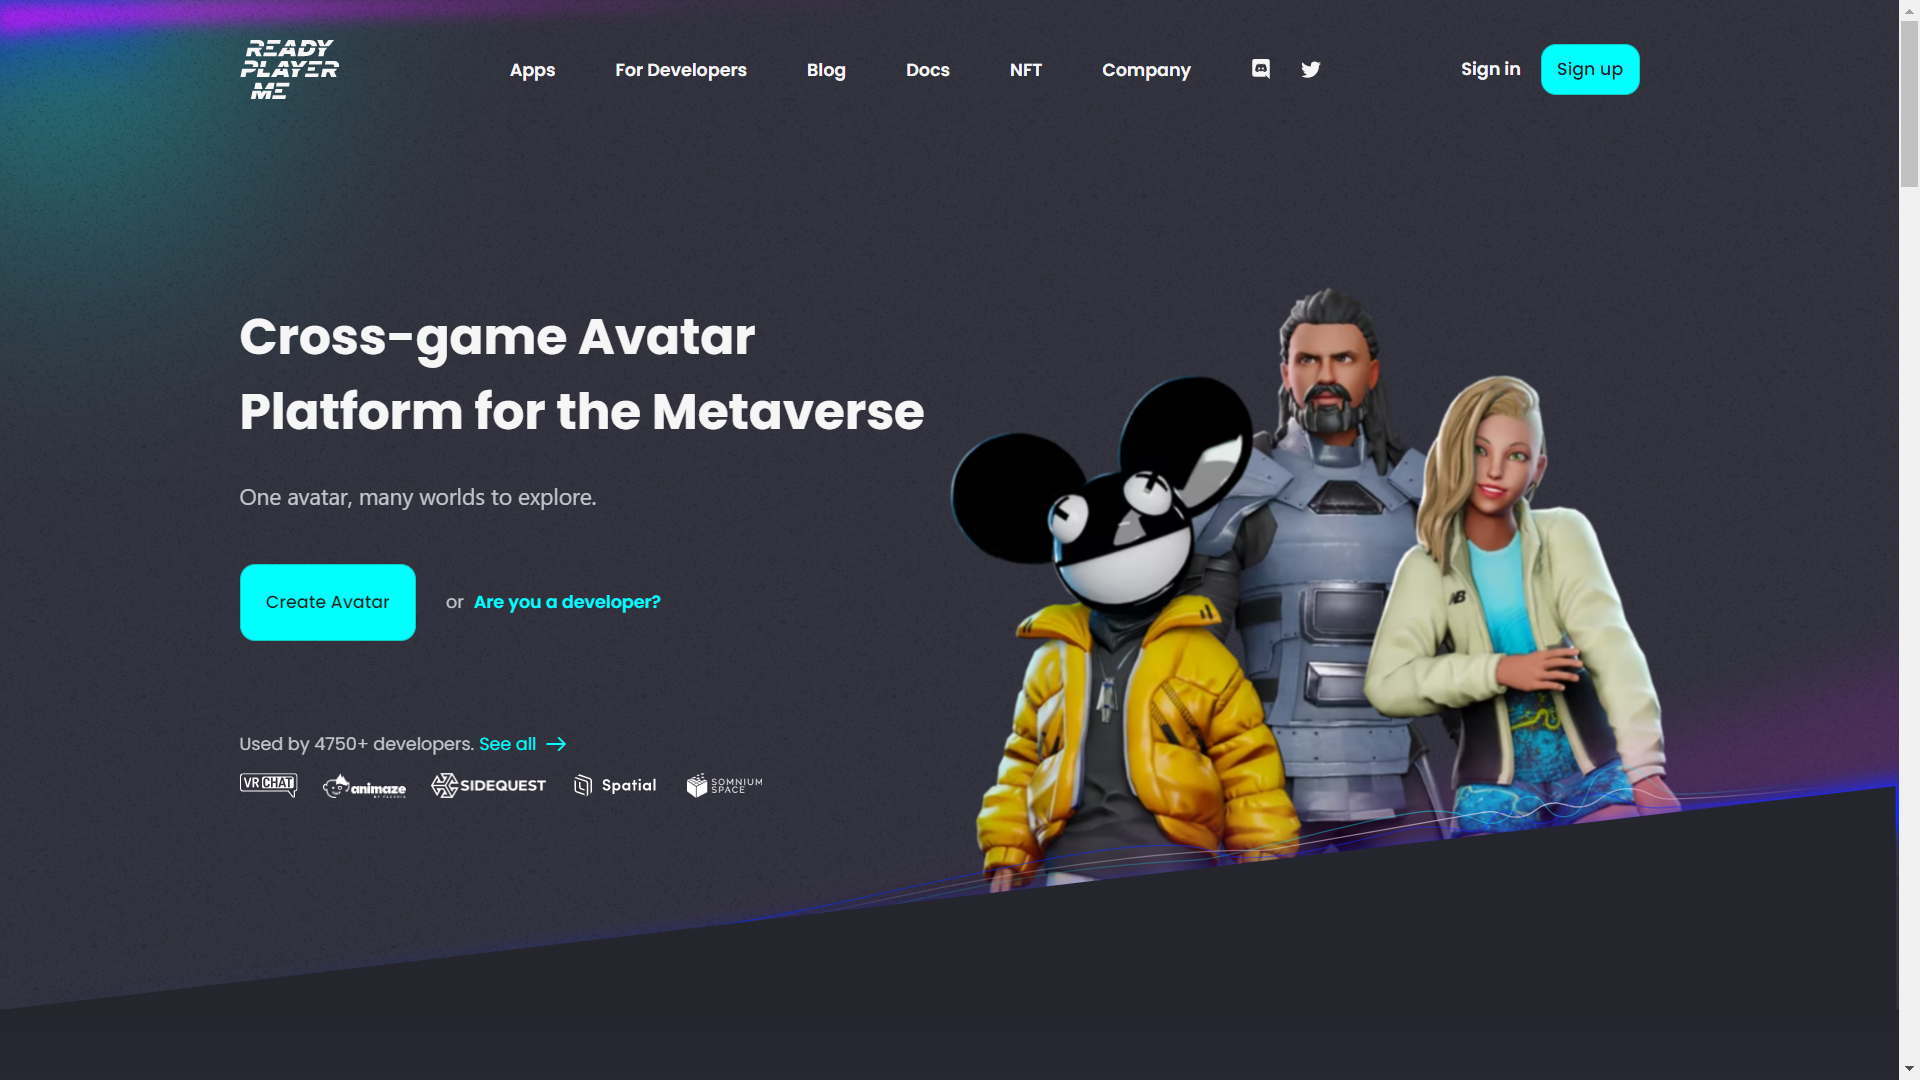 READY
PLAYER
ME
Apps
For Developers
Blog
Docs
NFT
Company
Sign in
Sign up
Cross-game Avatar
Platform for the Metaverse
One avatar, many worlds to explore.
Create Avatar
or Are you a developer?
Used by 4750+ developers. See all
VR CHAT
animaze
SIDEQUEST
Spatial
SOMNIUM
SPACE
NB